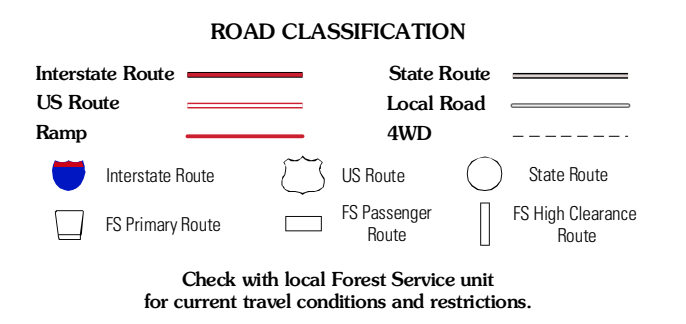 ROAD CLASSIFICATION
Interstate Route
State Route
US Route
Local Road
Ramp
4WD
Interstate Route
US Route
State Route
FS Primary Route
FS Passenger
Route
FS High Clearance
Route
Check with local Forest Service unit
for current travel conditions and restrictions.